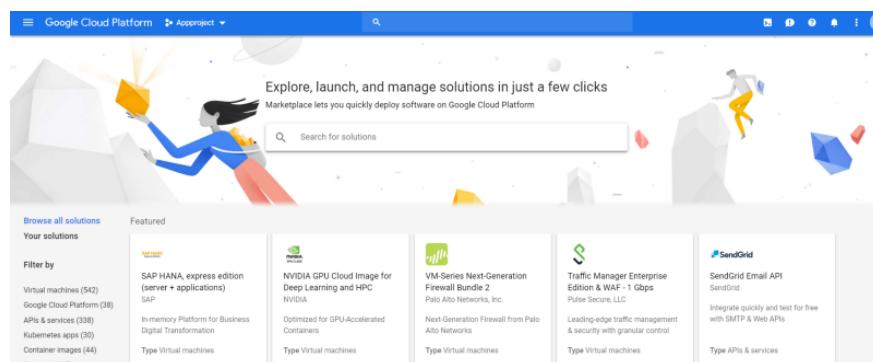 Google Cloud Platform
Appproject
Explore, launch, and manage solutions in just a few clicks
Marketplace lets you quickly deploy software on Google Cloud Platform
Search for solutions
Browse all solutions
Your solutions
Filter by
Virtual machines (542)
Google Cloud Platform (38)
APIs & services (338)
Kubernetes apps (30)
Container images (44)
Featured
SAP HANA, express edition
(server + applications)
SAP
In-memory Platform for Business
Digital Transformation
Type Virtual machines
NVIDIA GPU Cloud Image for
Deep Learning and HPC
NVIDIA
Optimized for GPU-Accelerated
Containers
Type Virtual machines
VM-Series Next-Generation
Firewall Bundle 2
Palo Alto Networks, Inc.
Next-Generation Firewall from Palo
Alto Networks
Type Virtual machines
Traffic Manager Enterprise
Edition & WAF - 1 Gbps
Pulse Secure, LLC
Leading-edge traffic management
& security with granular control
Type Virtual machines
SendGrid
SendGrid Email API
SendGrid
Integrate quickly and test for free
with SMTP & Web APIs
Type APIs & services